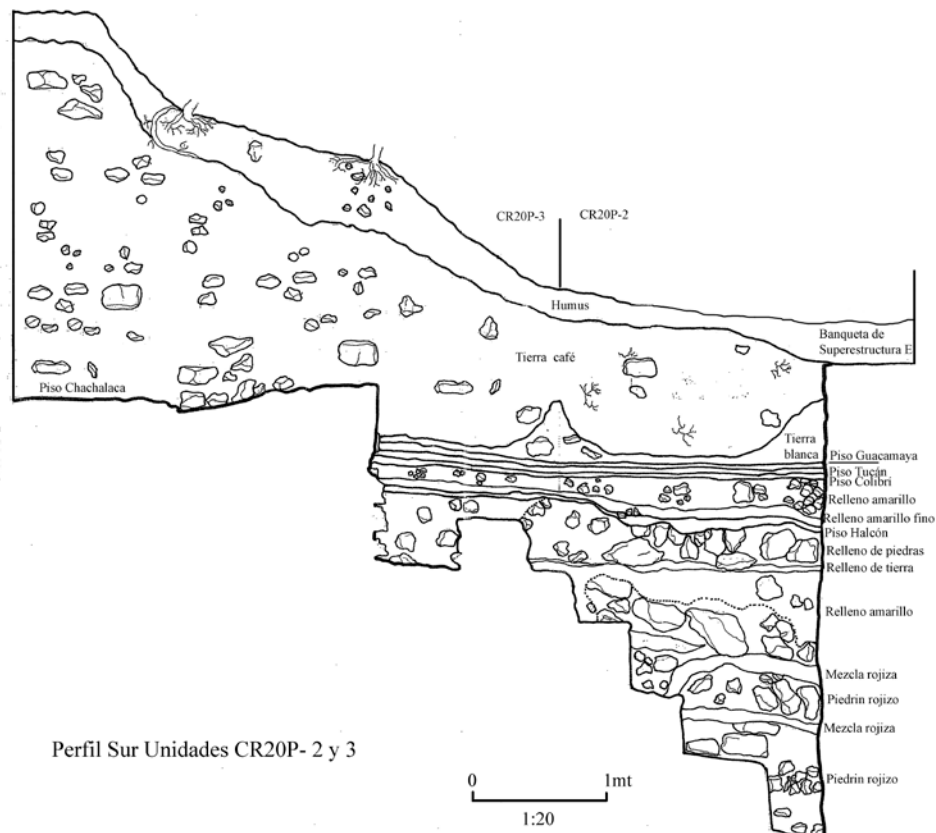 CR20P-3
CR20P-2
Humus
Banqueta de
Superestructura E
Tierra café
Piso Chachalaca
Tierra
blanca
Piso Guacamaya
Piso Tucán
Piso Colibrí
Relleno amarillo
Relleno amarillo fino
Piso Halcón
Relleno de piedras
Relleno de tierra
Relleno amarillo
Mezcla rojiza
Piedrin rojizo
Mezcla rojiza
Piedrin rojizo
Perfil Sur Unidades CR20P- 2 y 3
0 1mt
1:20